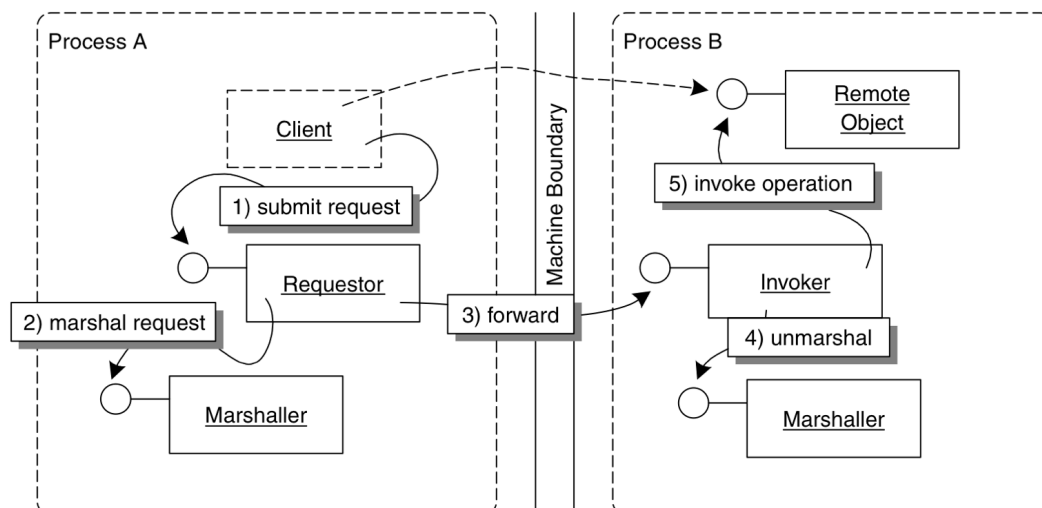 Process A
Process B
Client
Remote
Object
Machine Boundary
1) submit request
5) invoke operation
Requestor
Invoker
2) marshal request
3) forward
4) unmarshal
Marshaller
Marshaller